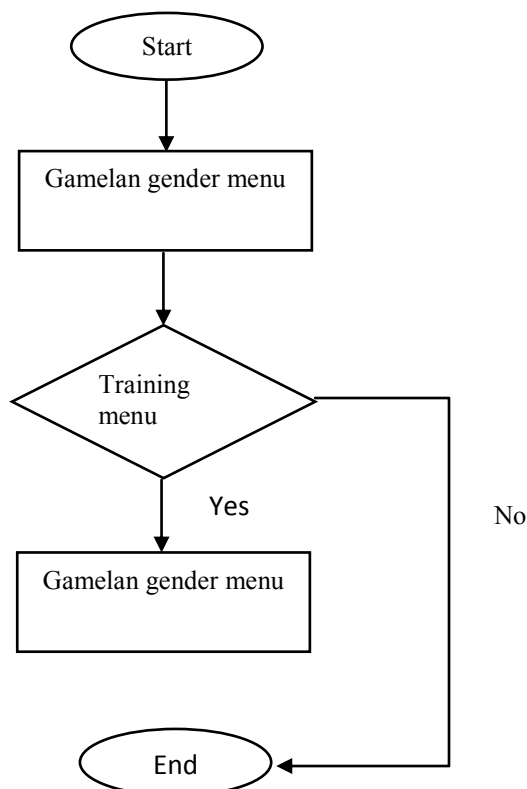 Start
Gamelan gender menu
Training
menu
Yes
No
Gamelan gender menu
End